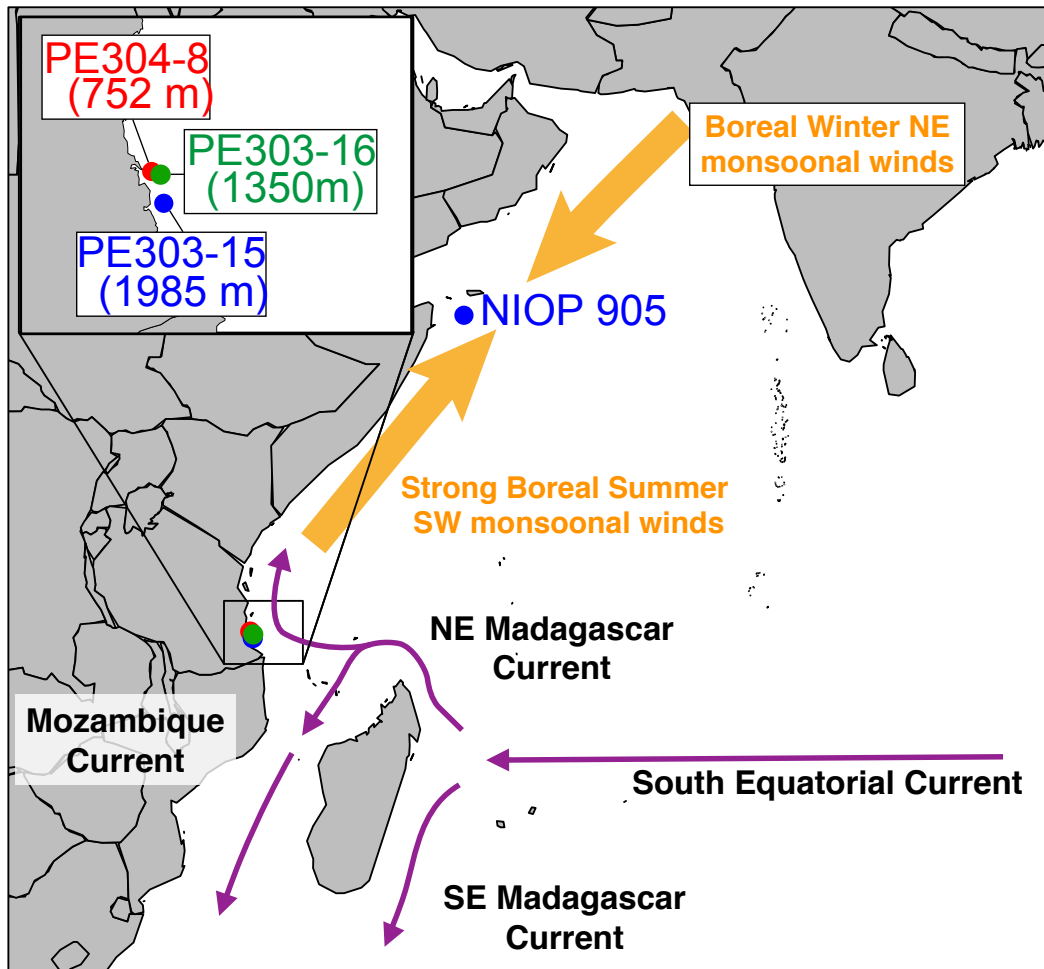 PE304-8
(752 m)
PE303-16
(1350m)
PE303-15
(1985 m)
Boreal Winter NE
monsoonal winds
NIOP 905
Strong Boreal Summer
SW monsoonal winds
NE Madagascar
Current
Mozambique
Current
South Equatorial Current
SE Madagascar
Current